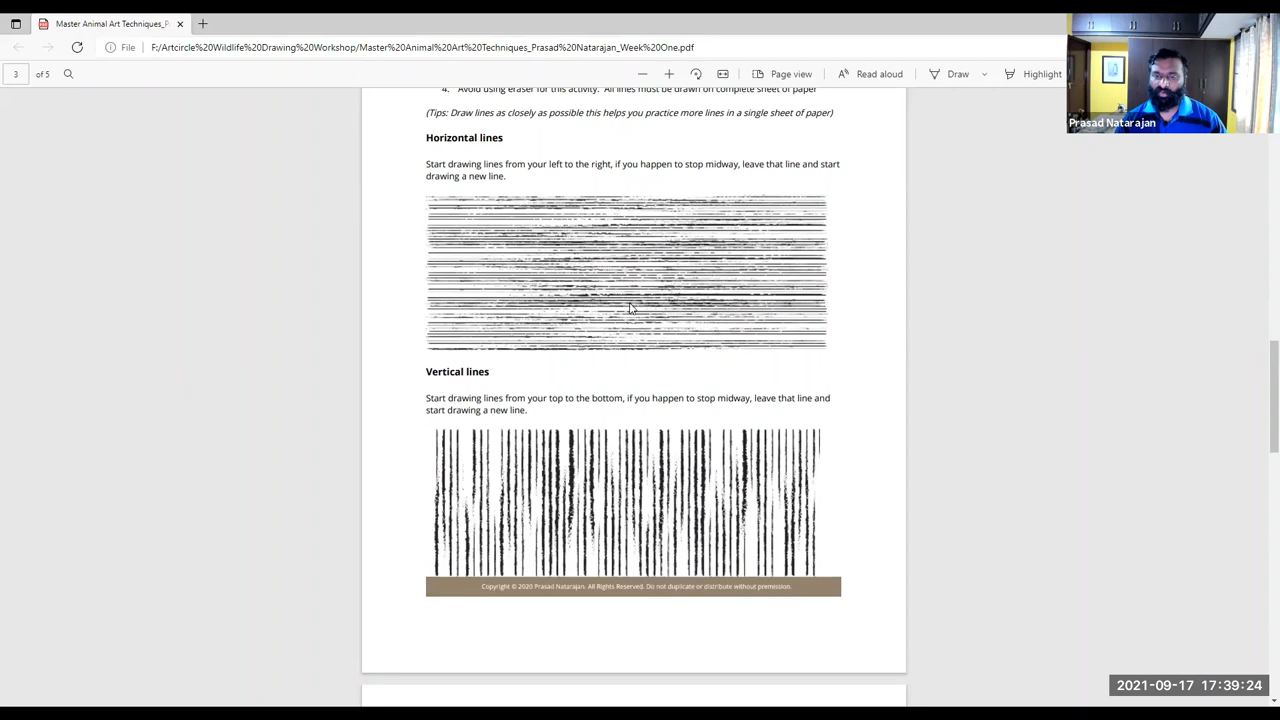 Master Animal Art Techniques_P
File
F:/Artcircle%20Wildlife%20Drawing%20Workshop/Master%20Animal%20Art%20Techniques_Prasad%20Natarajan_Week%20One.pdf
3 of 5
Page view
Read aloud
Draw
Highlight
Prasad Natarajan
4. Avoid using eraser for this activity. All lines must be drawn on complete sheet of paper
(Tips: Draw lines as closely as possible this helps you practice more lines in a single sheet of paper)
Horizontal lines
Start drawing lines from your left to the right, if you happen to stop midway, leave that line and start
drawing a new line.
Vertical lines
Start drawing lines from your top to the bottom, if you happen to stop midway, leave that line and
start drawing a new line.
Copyright © 2020 Prasad Natarajan. All Rights Reserved. Do not duplicate or distribute without premission.
2021-09-17 17:39:24